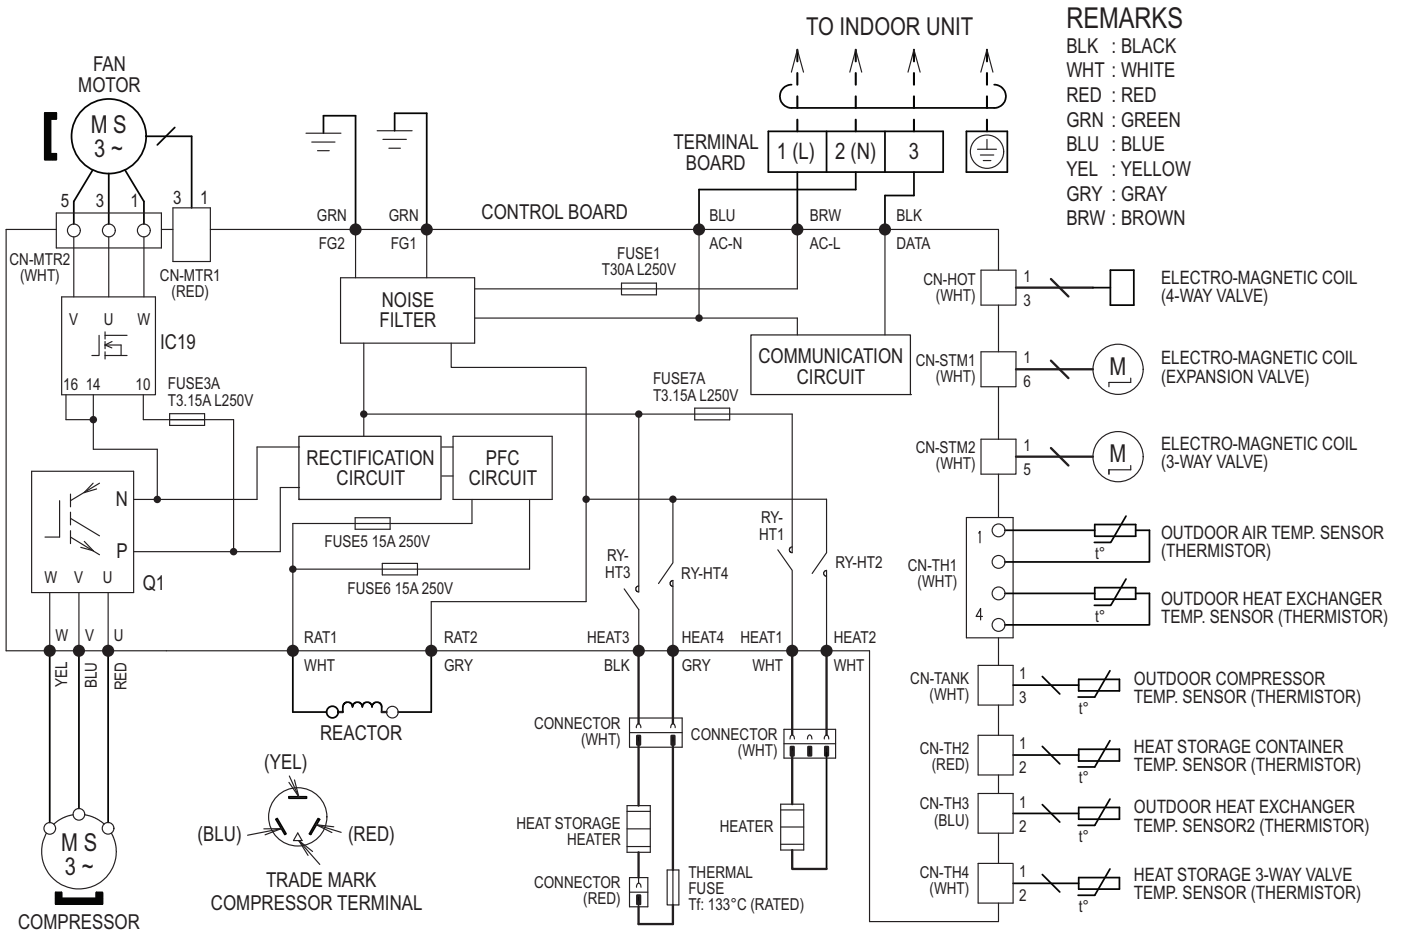 TO INDOOR UNIT
REMARKS
BLK : BLACK
WHT : WHITE
RED : RED
GRN : GREEN
BLU : BLUE
YEL : YELLOW
GRY : GRAY
BRW : BROWN
FAN
MOTOR
M S
3 ~
TERMINAL
BOARD
1 (L)
2 (N)
3
5
3
1
3
1
CN-MTR2
(WHT)
CN-MTR1
(RED)
GRN
GRN
CONTROL BOARD
BLU
BRW
BLK
FG2
FG1
AC-N
AC-L
DATA
FUSE1
T30A L250V
NOISE
FILTER
COMMUNICATION
CIRCUIT
V
U
W
IC19
16
14
10
FUSE3A
T3.15A L250V
FUSE7A
T3.15A L250V
RECTIFICATION
CIRCUIT
PFC
CIRCUIT
N
P
W
V
U
Q1
FUSE5 15A 250V
FUSE6 15A 250V
RY-
HT3
RY-HT4
RY-
HT1
RY-HT2
W
V
U
YEL
BLU
RED
RAT1
WHT
RAT2
GRY
HEAT3
BLK
HEAT4
GRY
HEAT1
WHT
HEAT2
WHT
REACTOR
CONNECTOR
(WHT)
CONNECTOR
(WHT)
HEAT STORAGE
HEATER
HEATER
CONNECTOR
(RED)
THERMAL
FUSE
Tf: 133°C (RATED)
M S
3 ~
COMPRESSOR
(YEL)
(BLU)
(RED)
TRADE MARK
COMPRESSOR TERMINAL
CN-HOT
(WHT)
1
3
ELECTRO-MAGNETIC COIL
(4-WAY VALVE)
CN-STM1
(WHT)
1
6
M
ELECTRO-MAGNETIC COIL
(EXPANSION VALVE)
CN-STM2
(WHT)
1
5
M
ELECTRO-MAGNETIC COIL
(3-WAY VALVE)
CN-TH1
(WHT)
1
4
t°
OUTDOOR AIR TEMP. SENSOR
(THERMISTOR)
t°
OUTDOOR HEAT EXCHANGER
TEMP. SENSOR (THERMISTOR)
CN-TANK
(WHT)
1
3
t°
OUTDOOR COMPRESSOR
TEMP. SENSOR (THERMISTOR)
CN-TH2
(RED)
1
2
t°
HEAT STORAGE CONTAINER
TEMP. SENSOR (THERMISTOR)
CN-TH3
(BLU)
1
2
t°
OUTDOOR HEAT EXCHANGER
TEMP. SENSOR2 (THERMISTOR)
CN-TH4
(WHT)
1
2
t°
HEAT STORAGE 3-WAY VALVE
TEMP. SENSOR (THERMISTOR)